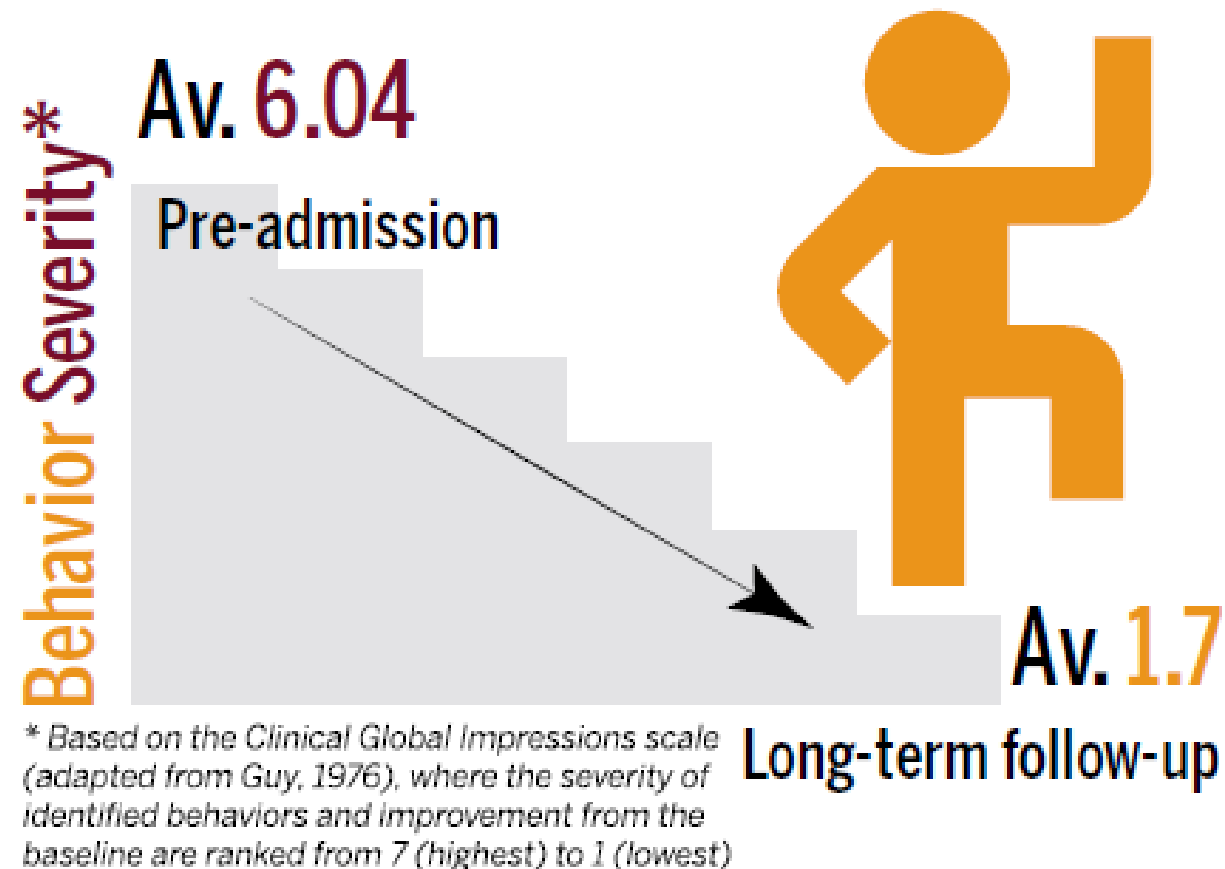 Behavior Severity*
Av. 6.04
Pre-admission
Av. 1.7
Long-term follow-up
* Based on the Clinical Global Impressions scale
(adapted from Guy, 1976), where the severity of
identified behaviors and improvement from the
baseline are ranked from 7 (highest) to 1 (lowest)